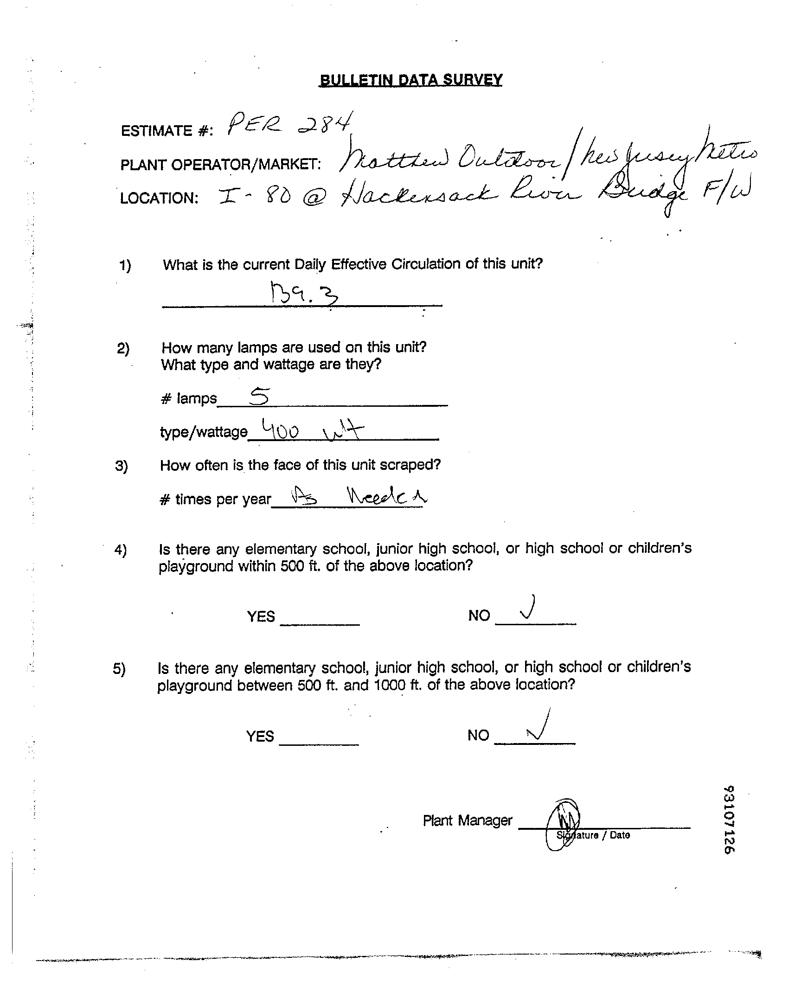 BULLETIN DATA SURVEY
ESTIMATE #: PER 284
PLANT OPERATOR/MARKET: Matthew Outdoor/New Jersey Metro
LOCATION: I-80 @ Hackensack River Bridge F/W
1) What is the current Daily Effective Circulation of this unit?
139.3
2) How many lamps are used on this unit?
What type and wattage are they?
# lamps 5
type/wattage 400 wtt
3) How often is the face of this unit scraped?
# times per year As Needed
4) Is there any elementary school, junior high school, or high school or children's
playground within 500 ft. of the above location?
YES NO ✓
5) Is there any elementary school, junior high school, or high school or children's
playground between 500 ft. and 1000 ft. of the above location?
YES NO ✓
Plant Manager
Signature / Date
93107126